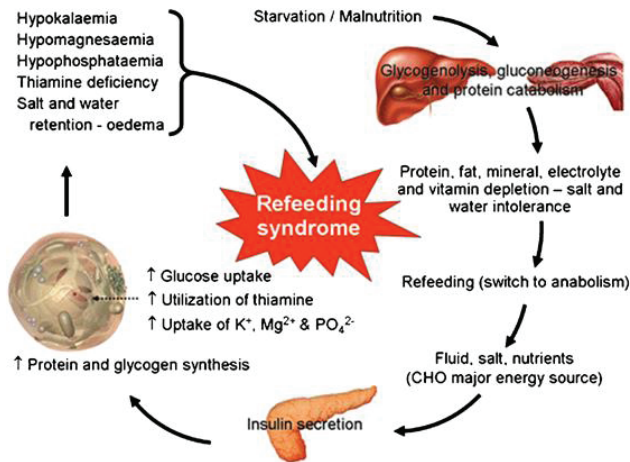 Hypokalaemia
Hypomagnesaemia
Hypophosphataemia
Thiamine deficiency
Salt and water
retention - oedema
Starvation / Malnutrition
Glycogenolysis, gluconeogenesis
and protein catabolism
Protein, fat, mineral, electrolyte
and vitamin depletion – salt and
water intolerance
Refeeding (switch to anabolism)
Fluid, salt, nutrients
(CHO major energy source)
Insulin secretion
↑ Protein and glycogen synthesis
↑ Glucose uptake
↑ Utilization of thiamine
↑ Uptake of K⁺, Mg²⁺ & PO₄²⁻
Refeeding
syndrome